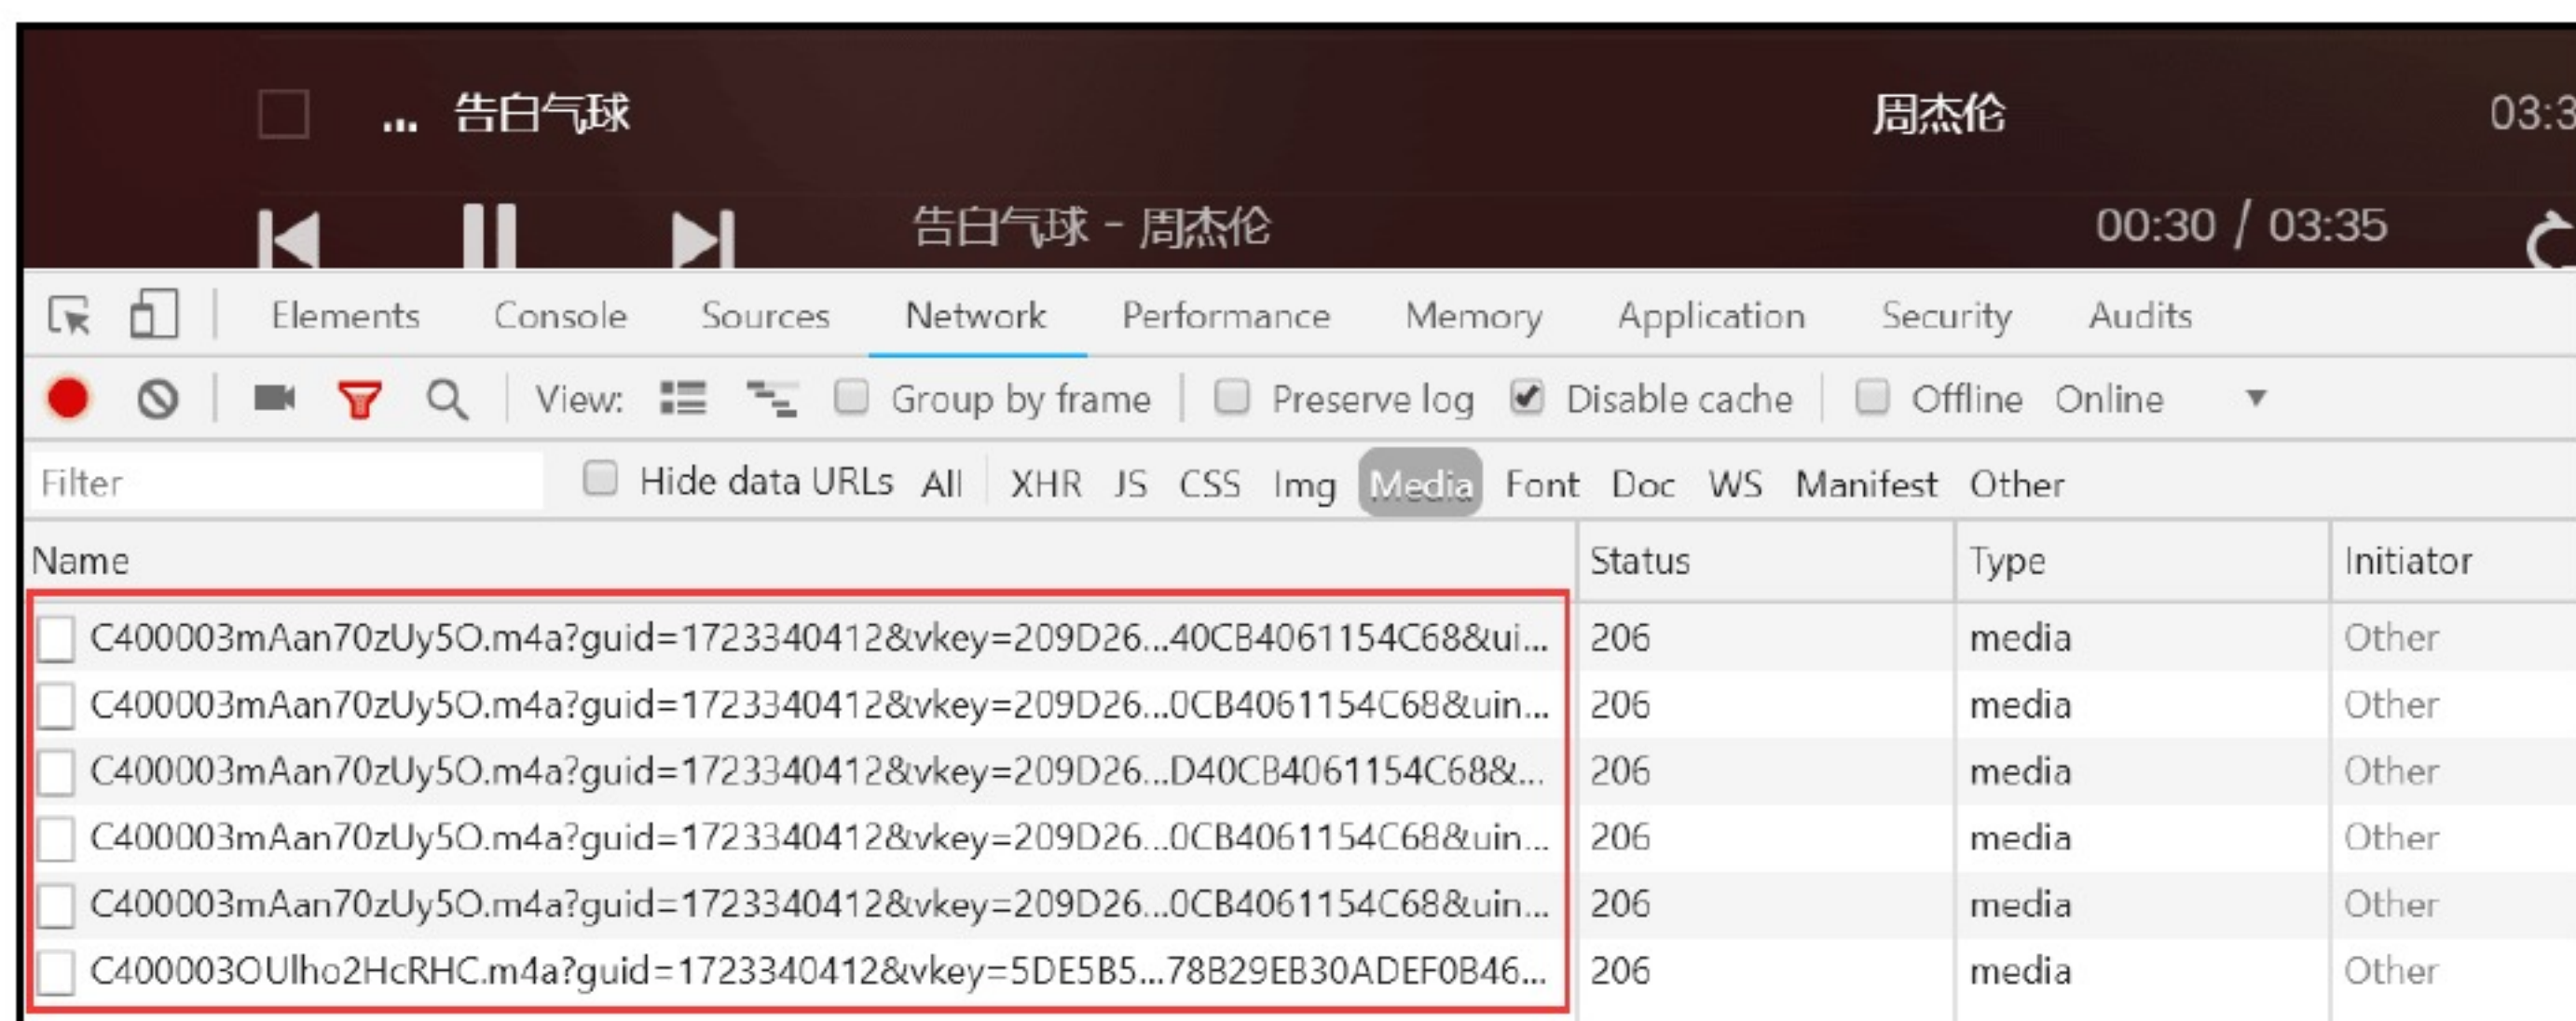 ... 告白气球 周杰伦 03:3
告白气球 - 周杰伦 00:30 / 03:35
Elements Console Sources Network Performance Memory Application Security Audits
View: Group by frame Preserve log Disable cache Offline Online
Filter Hide data URLs All XHR JS CSS Img Media Font Doc WS Manifest Other
Name Status Type Initiator
C400003mAan70zUy5O.m4a?guid=1723340412&vkey=209D26...40CB4061154C68&ui... 206 media Other
C400003mAan70zUy5O.m4a?guid=1723340412&vkey=209D26...0CB4061154C68&uin... 206 media Other
C400003mAan70zUy5O.m4a?guid=1723340412&vkey=209D26...D40CB4061154C68&... 206 media Other
C400003mAan70zUy5O.m4a?guid=1723340412&vkey=209D26...0CB4061154C68&uin... 206 media Other
C400003mAan70zUy5O.m4a?guid=1723340412&vkey=209D26...0CB4061154C68&uin... 206 media Other
C400003OUlho2HcRHC.m4a?guid=1723340412&vkey=5DE5B5...78B29EB30ADEF0B46... 206 media Other